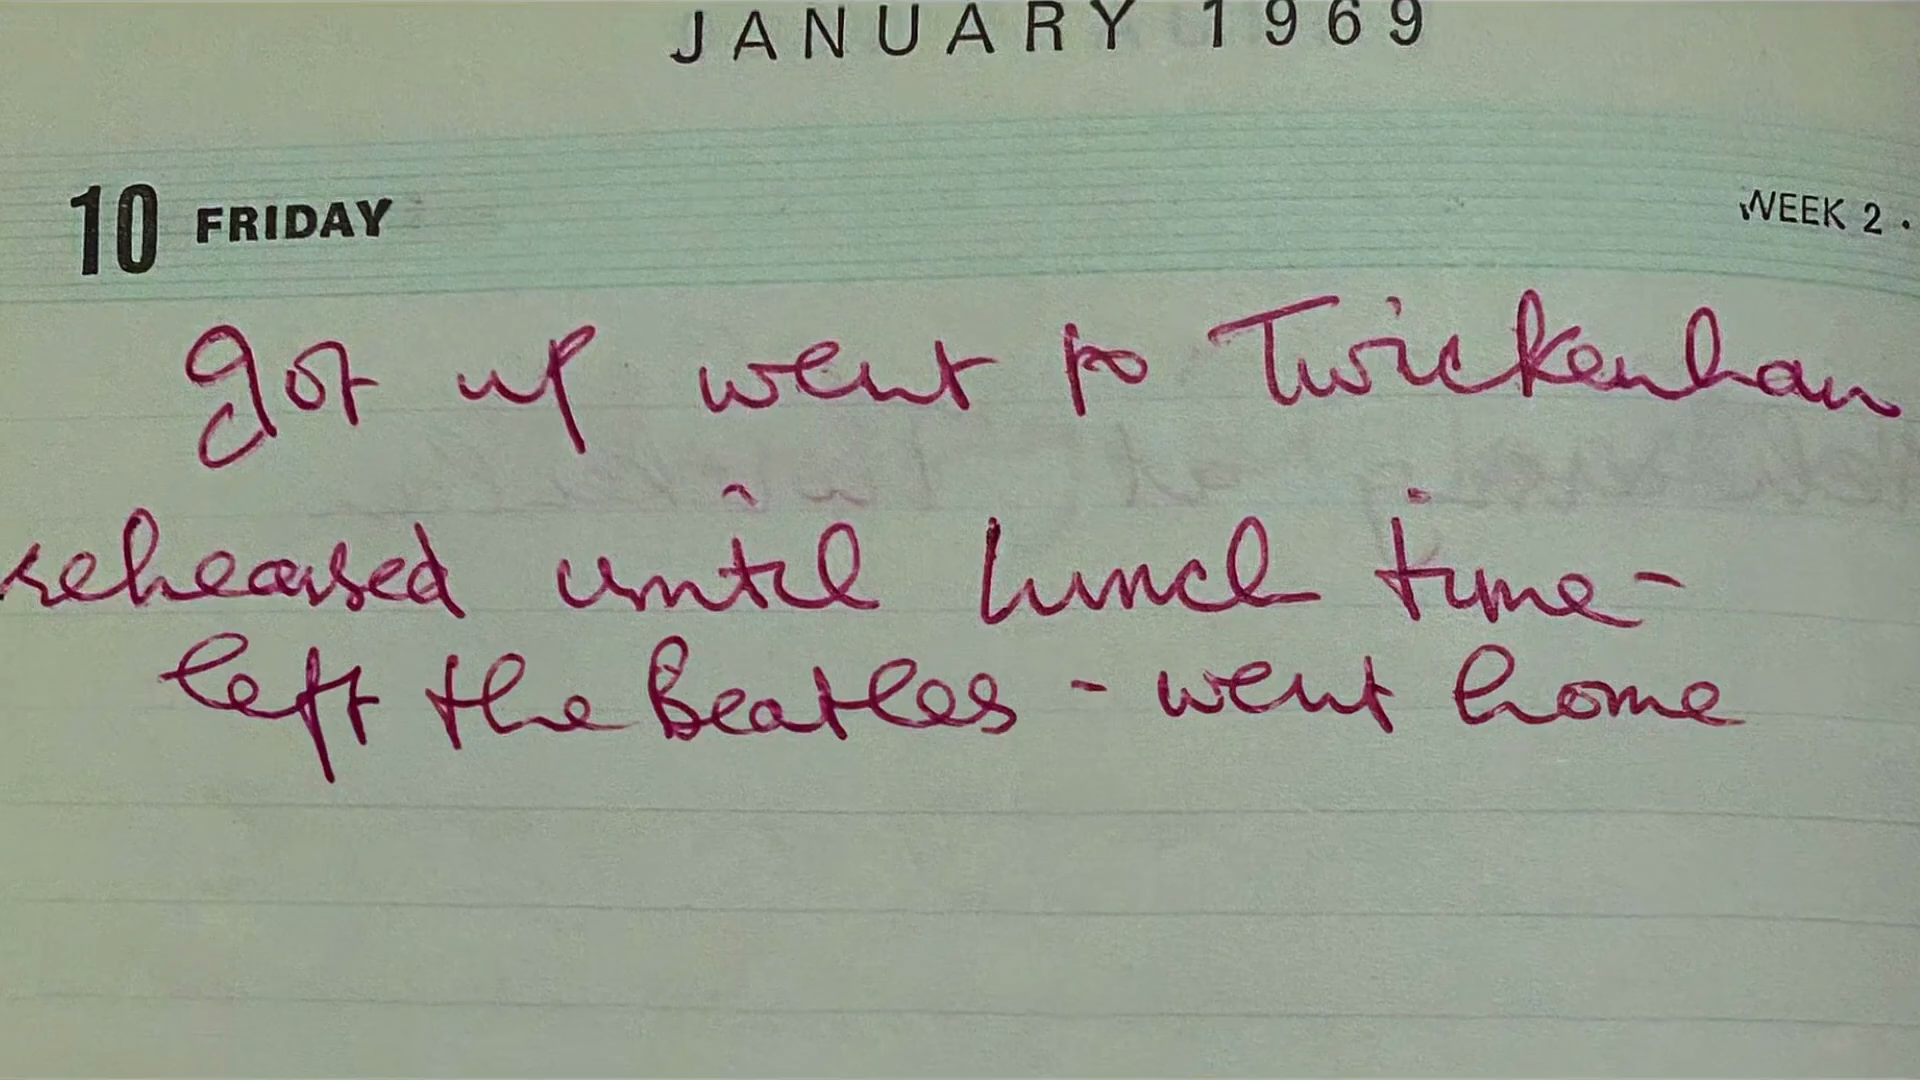 JANUARY 1969
10 FRIDAY WEEK 2 ·
got up went to Twickenham
rehearsed until lunch time -
left the Beatles - went home